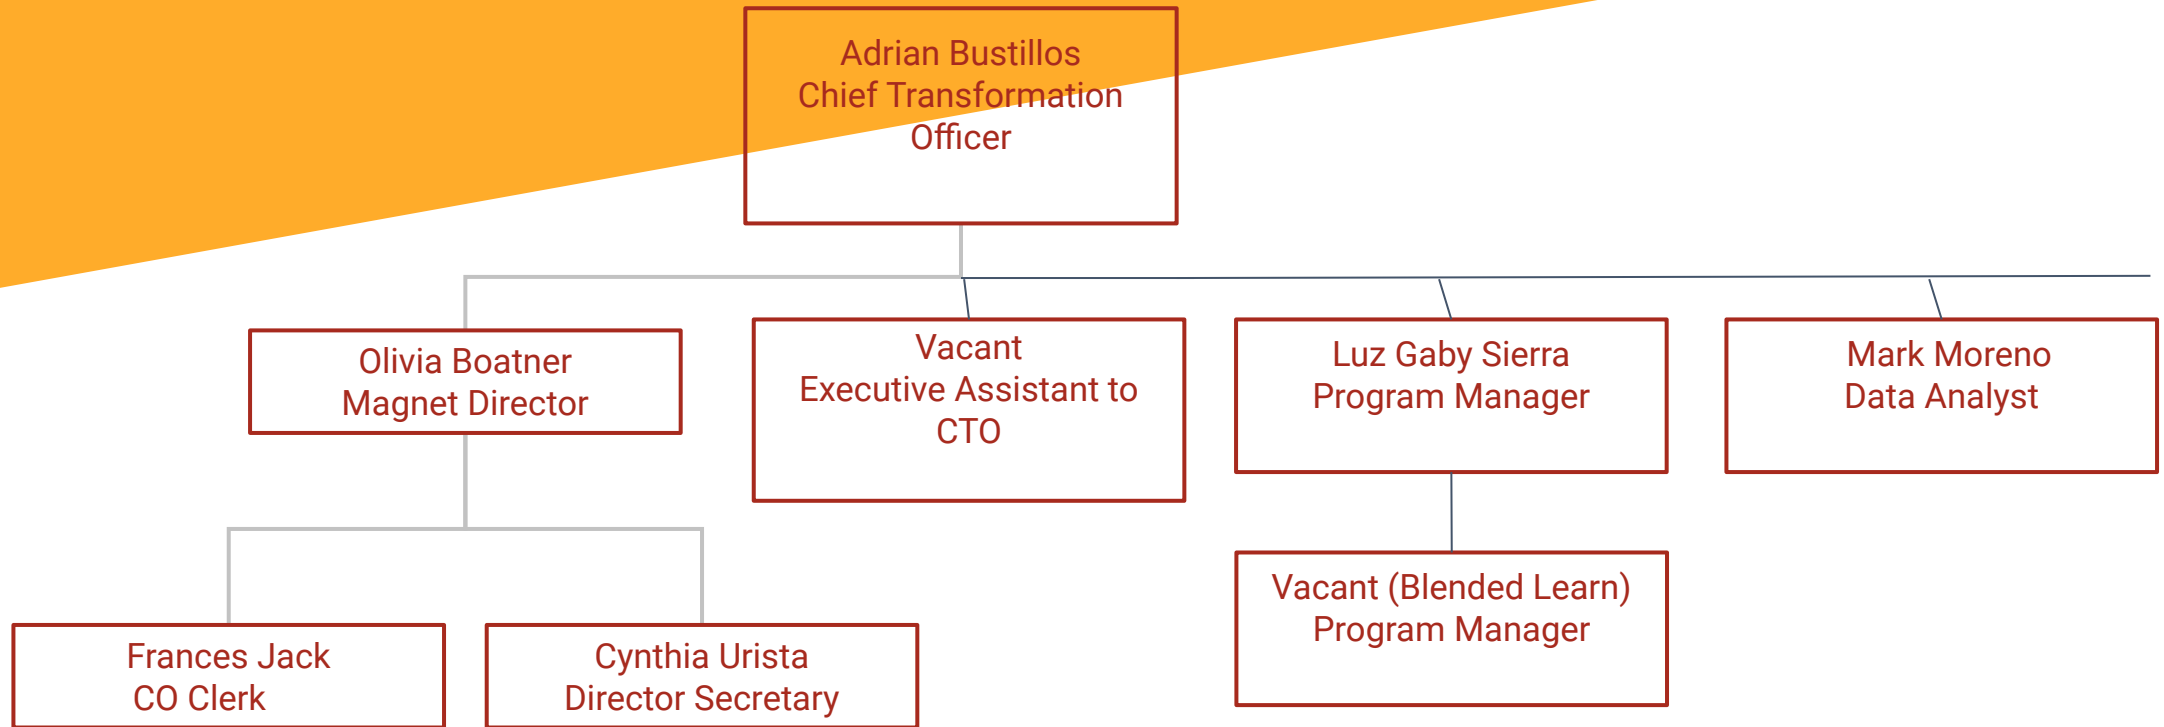 Adrian Bustillos
Chief Transformation
Officer
Olivia Boatner
Magnet Director
Vacant
Executive Assistant to
CTO
Luz Gaby Sierra
Program Manager
Mark Moreno
Data Analyst
Frances Jack
CO Clerk
Cynthia Urista
Director Secretary
Vacant (Blended Learn)
Program Manager